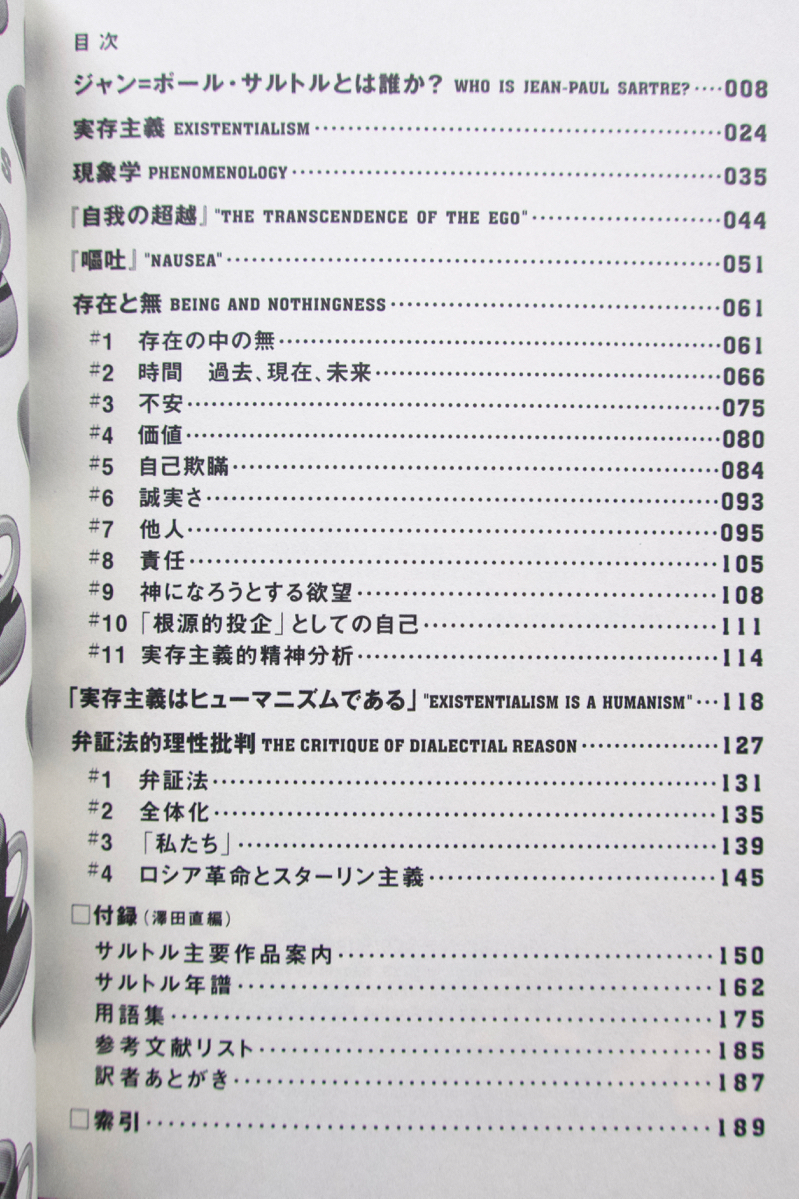 目次
ジャン=ポール・サルトルとは誰か? WHO IS JEAN-PAUL SARTRE? ････008
実存主義 EXISTENTIALISM････024
現象学 PHENOMENOLOGY････035
『自我の超越』"THE TRANSCENDENCE OF THE EGO"････044
『嘔吐』"NAUSEA"････051
存在と無 BEING AND NOTHINGNESS････061
#1 存在の中の無････061
#2 時間 過去、現在、未来････066
#3 不安････075
#4 価値････080
#5 自己欺瞞････084
#6 誠実さ････093
#7 他人････095
#8 責任････105
#9 神になろうとする欲望････108
#10 「根源的投企」としての自己････111
#11 実存主義的精神分析････114
「実存主義はヒューマニズムである」"EXISTENTIALISM IS A HUMANISM"･･･118
弁証法的理性批判 THE CRITIQUE OF DIALECTIAL REASON････127
#1 弁証法････131
#2 全体化････135
#3 「私たち」････139
#4 ロシア革命とスターリン主義････145
□付録(澤田直編)
サルトル主要作品案内････150
サルトル年譜････162
用語集････175
参考文献リスト････185
訳者あとがき････187
□索引････189